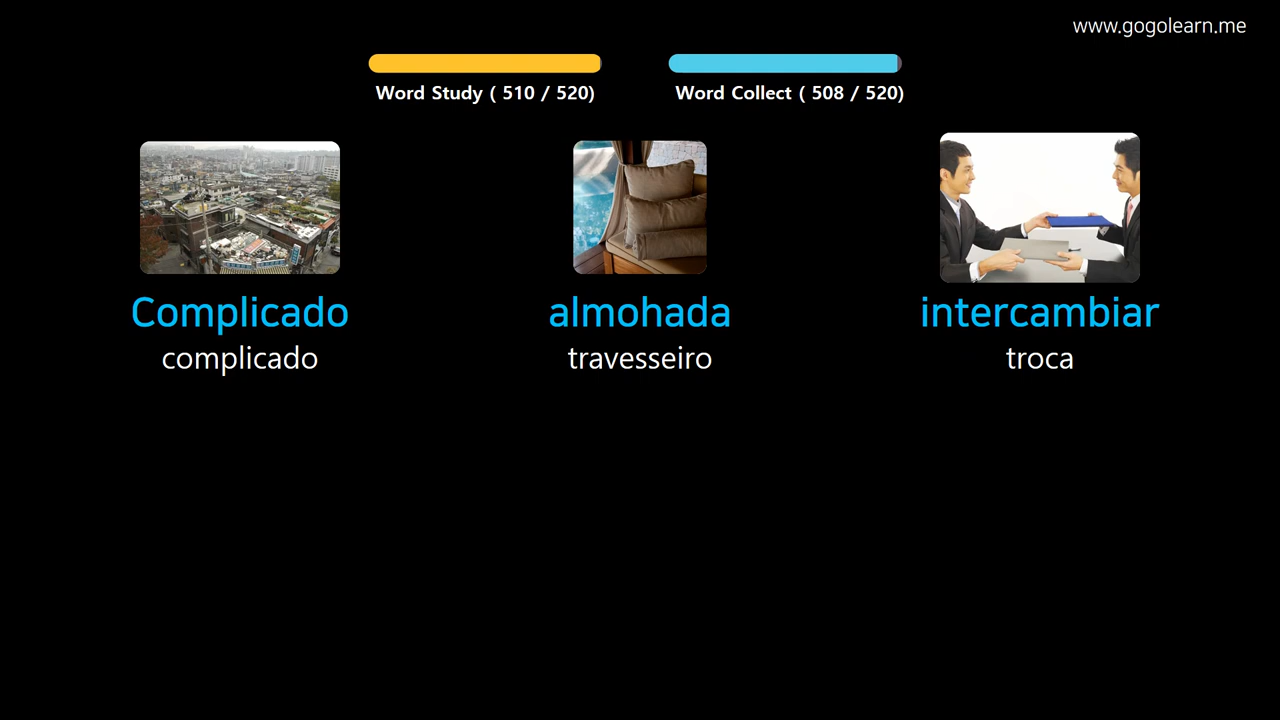 www.gogolearn.me
Word Study ( 510 / 520)
Word Collect ( 508 / 520)
Complicado
complicado
almohada
travesseiro
intercambiar
troca